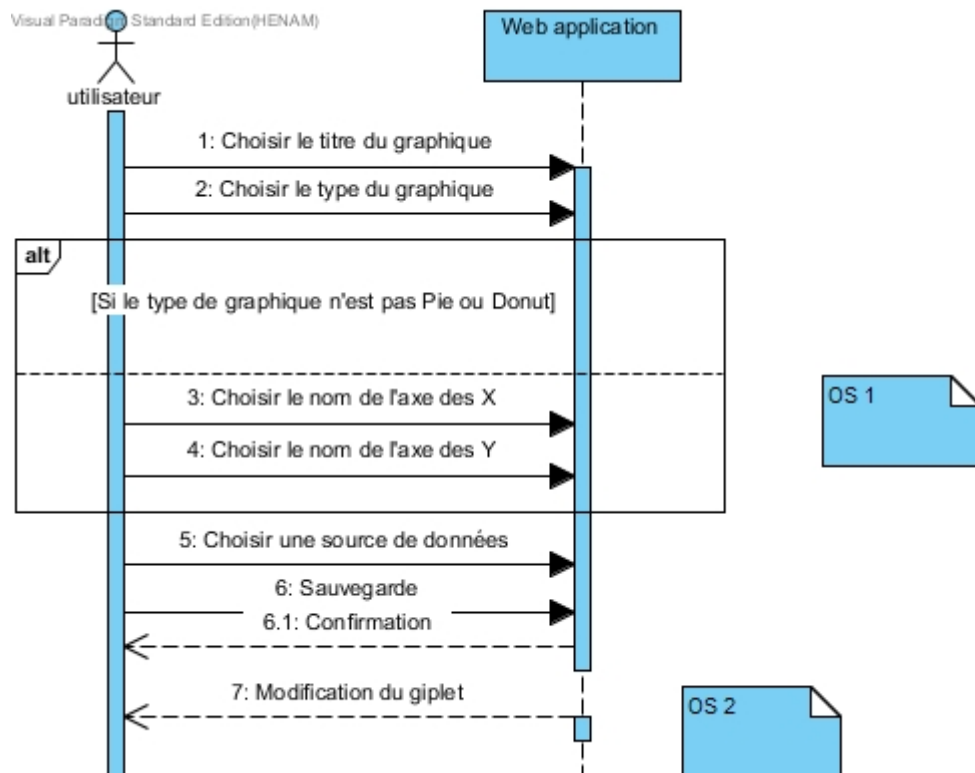 Visual Paradigm Standard Edition(HENAM)
utilisateur
Web application
1: Choisir le titre du graphique
2: Choisir le type du graphique
alt
[Si le type de graphique n'est pas Pie ou Donut]
3: Choisir le nom de l'axe des X
4: Choisir le nom de l'axe des Y
OS 1
5: Choisir une source de données
6: Sauvegarde
6.1: Confirmation
7: Modification du giplet
OS 2